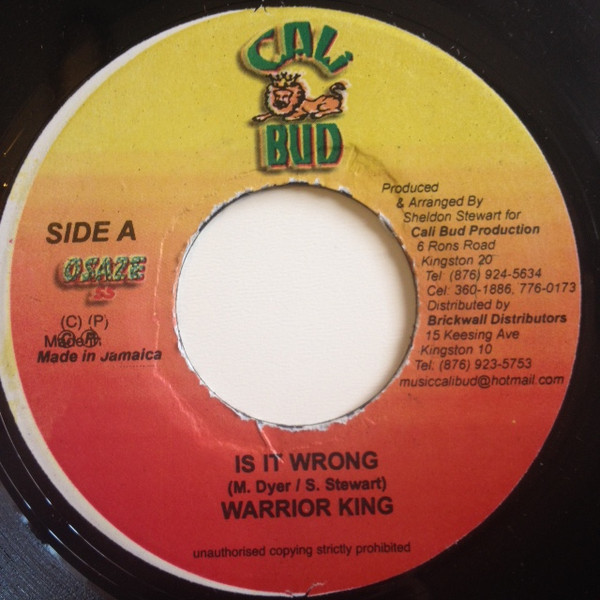 CALI
BUD
SIDE A
OSAZE
55
(C) (P)
Made in Jamaica
Produced
& Arranged By
Sheldon Stewart for
Cali Bud Production
6 Rons Road
Kingston 20
Tel (876) 924-5634
Cel: 360-1886, 776-0173
Distributed by
Brickwall Distributors
15 Keesing Ave
Kingston 10
Tel. (876) 923-5753
musiccalibud@hotmail.com
IS IT WRONG
(M. Dyer / S. Stewart)
WARRIOR KING
unauthorised copying strictly prohibited